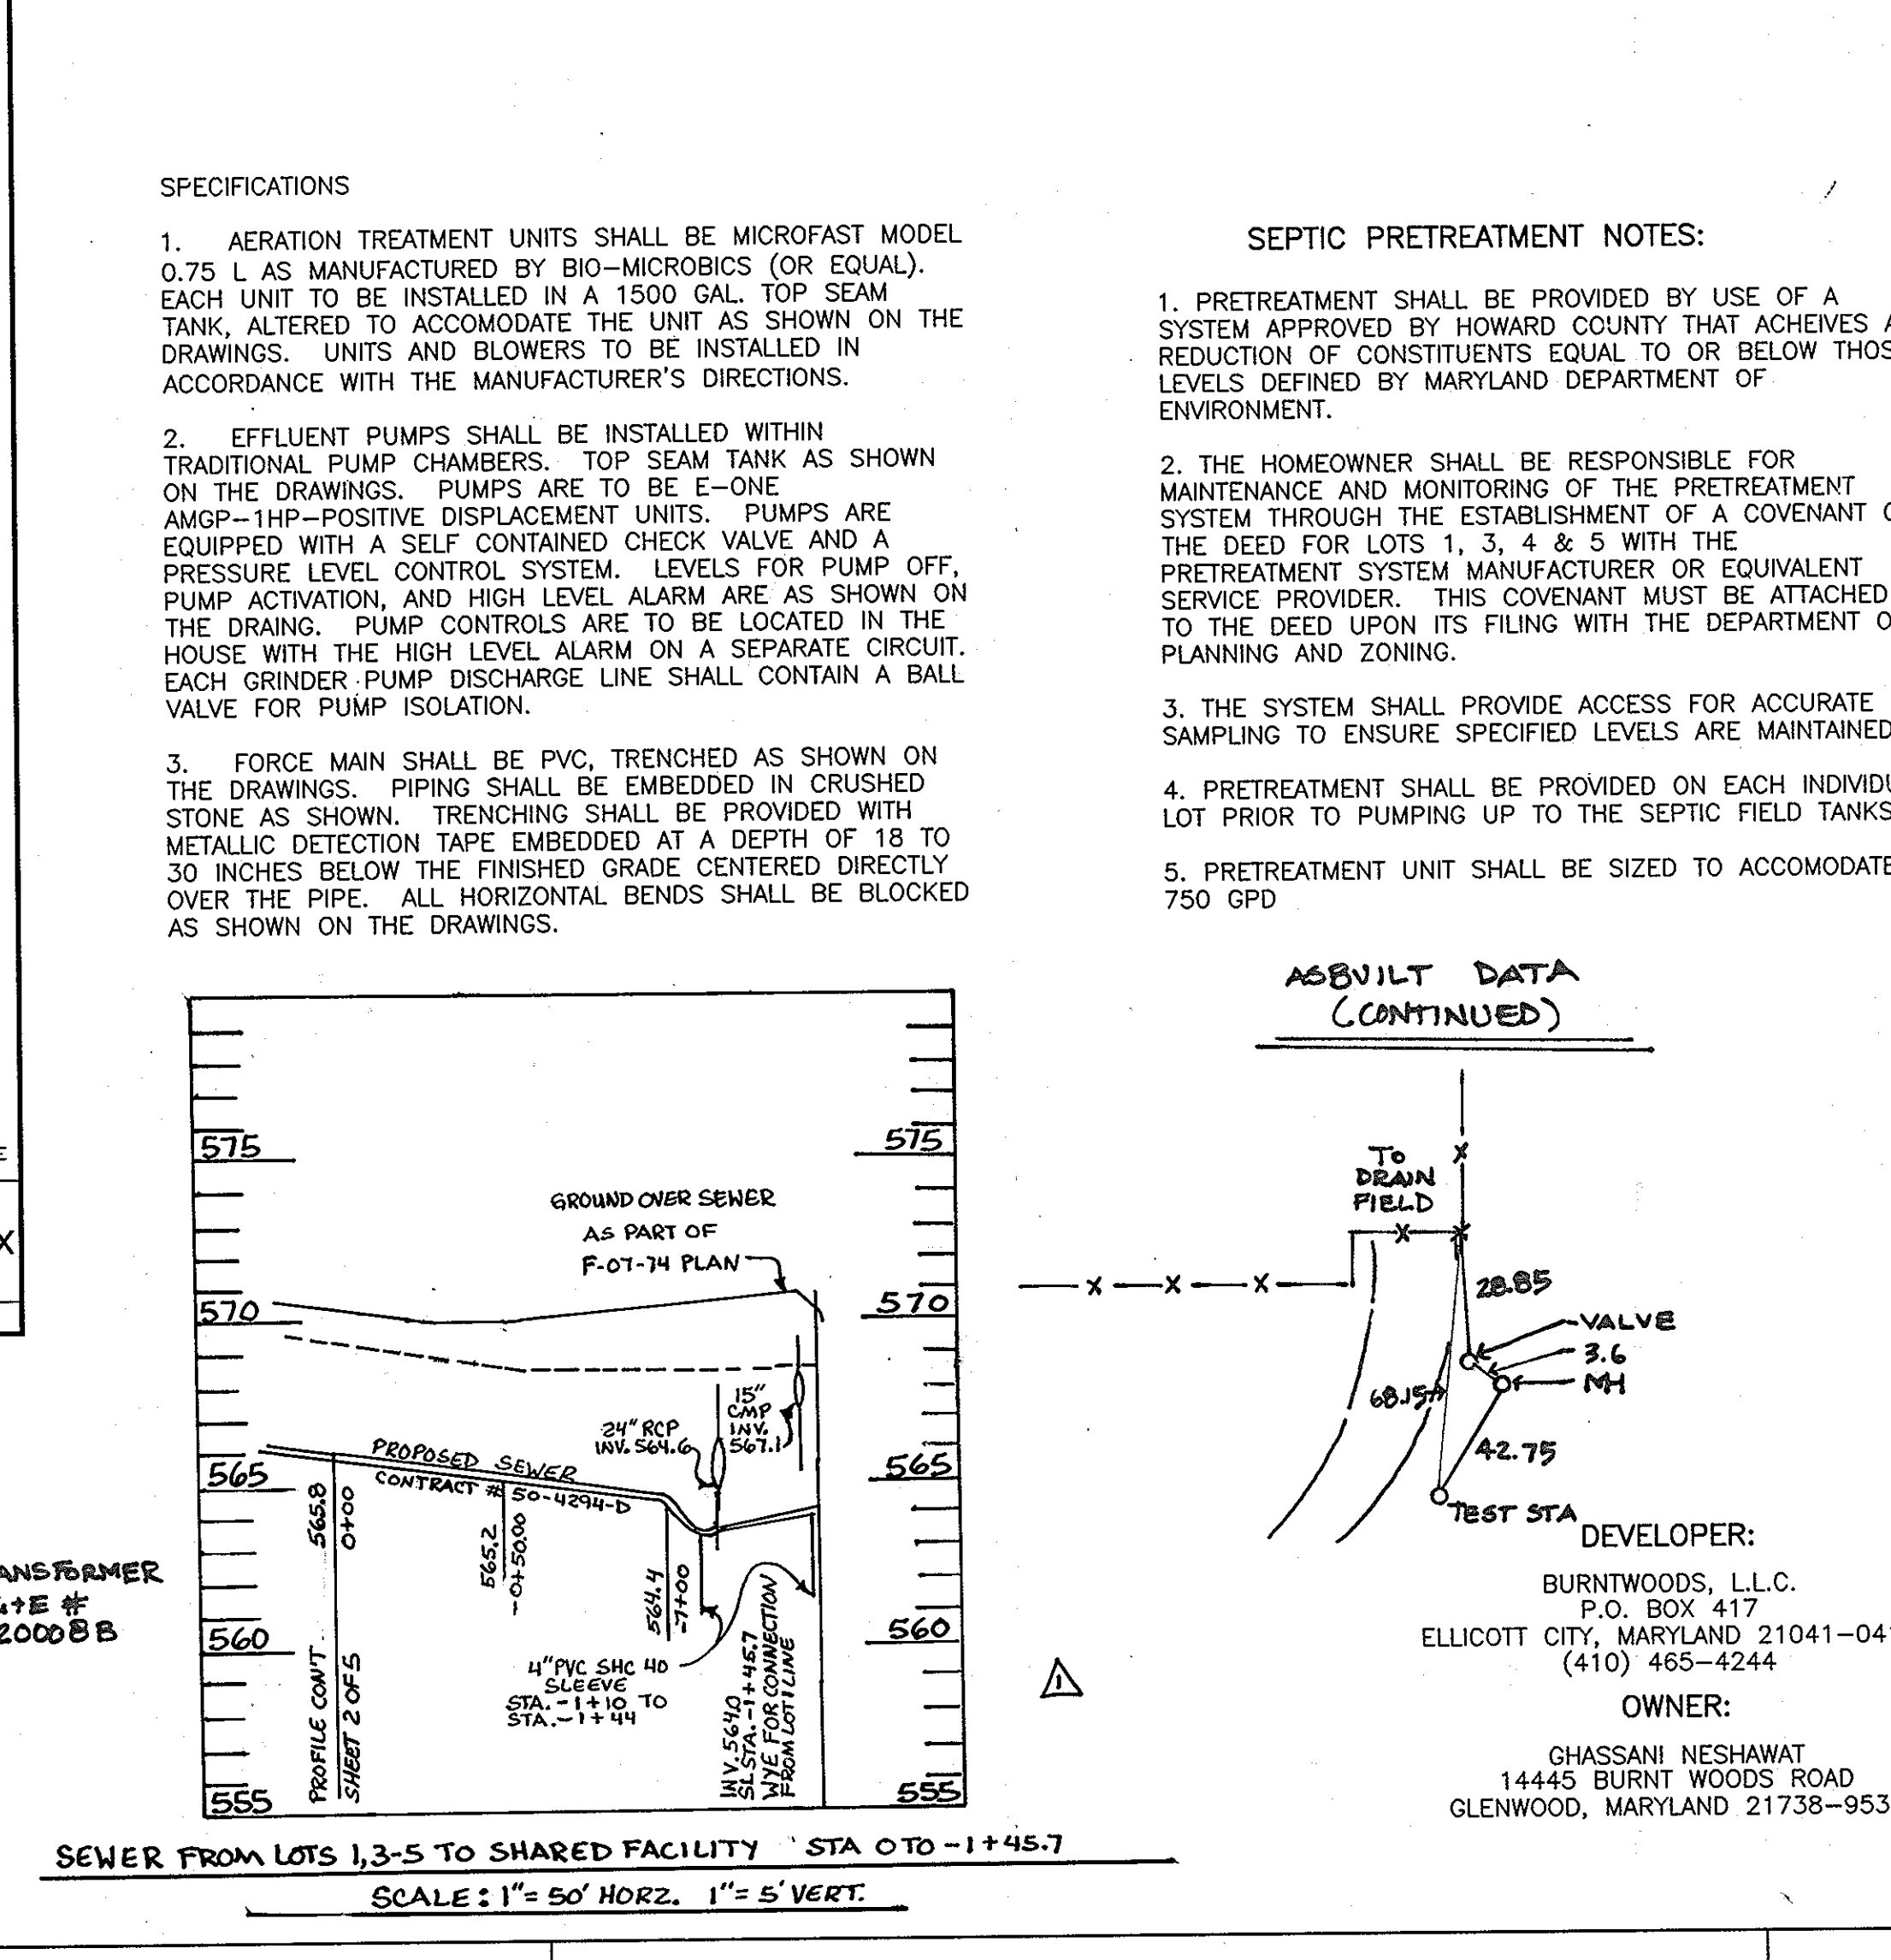 SPECIFICATIONS
1. AERATION TREATMENT UNITS SHALL BE MICROFAST MODEL
0.75 L AS MANUFACTURED BY BIO-MICROBICS (OR EQUAL).
EACH UNIT TO BE INSTALLED IN A 1500 GAL. TOP SEAM
TANK, ALTERED TO ACCOMODATE THE UNIT AS SHOWN ON THE
DRAWINGS. UNITS AND BLOWERS TO BE INSTALLED IN
ACCORDANCE WITH THE MANUFACTURER'S DIRECTIONS.
2. EFFLUENT PUMPS SHALL BE INSTALLED WITHIN
TRADITIONAL PUMP CHAMBERS. TOP SEAM TANK AS SHOWN
ON THE DRAWINGS. PUMPS ARE TO BE E-ONE
AMGP-1HP-POSITIVE DISPLACEMENT UNITS. PUMPS ARE
EQUIPPED WITH A SELF CONTAINED CHECK VALVE AND A
PRESSURE LEVEL CONTROL SYSTEM. LEVELS FOR PUMP OFF,
PUMP ACTIVATION, AND HIGH LEVEL ALARM ARE AS SHOWN ON
THE DRAING. PUMP CONTROLS ARE TO BE LOCATED IN THE
HOUSE WITH THE HIGH LEVEL ALARM ON A SEPARATE CIRCUIT.
EACH GRINDER PUMP DISCHARGE LINE SHALL CONTAIN A BALL
VALVE FOR PUMP ISOLATION.
3. FORCE MAIN SHALL BE PVC, TRENCHED AS SHOWN ON
THE DRAWINGS. PIPING SHALL BE EMBEDDED IN CRUSHED
STONE AS SHOWN. TRENCHING SHALL BE PROVIDED WITH
METALLIC DETECTION TAPE EMBEDDED AT A DEPTH OF 18 TO
30 INCHES BELOW THE FINISHED GRADE CENTERED DIRECTLY
OVER THE PIPE. ALL HORIZONTAL BENDS SHALL BE BLOCKED
AS SHOWN ON THE DRAWINGS.
SEPTIC PRETREATMENT NOTES:
1. PRETREATMENT SHALL BE PROVIDED BY USE OF A
SYSTEM APPROVED BY HOWARD COUNTY THAT ACHEIVES A
REDUCTION OF CONSTITUENTS EQUAL TO OR BELOW THOS
LEVELS DEFINED BY MARYLAND DEPARTMENT OF
ENVIRONMENT.
2. THE HOMEOWNER SHALL BE RESPONSIBLE FOR
MAINTENANCE AND MONITORING OF THE PRETREATMENT
SYSTEM THROUGH THE ESTABLISHMENT OF A COVENANT
THE DEED FOR LOTS 1, 3, 4 & 5 WITH THE
PRETREATMENT SYSTEM MANUFACTURER OR EQUIVALENT
SERVICE PROVIDER. THIS COVENANT MUST BE ATTACHED
TO THE DEED UPON ITS FILING WITH THE DEPARTMENT O
PLANNING AND ZONING.
3. THE SYSTEM SHALL PROVIDE ACCESS FOR ACCURATE
SAMPLING TO ENSURE SPECIFIED LEVELS ARE MAINTAINED
4. PRETREATMENT SHALL BE PROVIDED ON EACH INDIVIDU
LOT PRIOR TO PUMPING UP TO THE SEPTIC FIELD TANKS
5. PRETREATMENT UNIT SHALL BE SIZED TO ACCOMODATE
750 GPD
E
X
ANSFORMER
G+E #
20008B
575
575
570
570
565
565
560
560
555
555
GROUND OVER SEWER
AS PART OF
F-07-74 PLAN
24" RCP
INV. 564.6
15"
CMP
INV.
567.1
PROPOSED SEWER
CONTRACT # 50-4294-D
565.8
0+00
565.2
-0+50.00
564.4
-7+00
PROFILE CON'T
SHEET 2 OF 5
4" PVC SHC 40
SLEEVE
STA. -1+10 TO
STA. -1+44
INV. 564.0
SL STA. -1+45.7
WYE FOR CONNECTION
FROM LOT 1 LINE
SEWER FROM LOTS 1,3-5 TO SHARED FACILITY STA 0 TO -1+45.7
SCALE: 1"= 50' HORZ. 1"= 5' VERT.
ASBUILT DATA
(CONTINUED)
TO
DRAIN
FIELD
28.85
VALVE
3.6
MH
68.15
42.75
TEST STA
1
DEVELOPER:
BURNTWOODS, L.L.C.
P.O. BOX 417
ELLICOTT CITY, MARYLAND 21041-041
(410) 465-4244
OWNER:
GHASSANI NESHAWAT
14445 BURNT WOODS ROAD
GLENWOOD, MARYLAND 21738-953